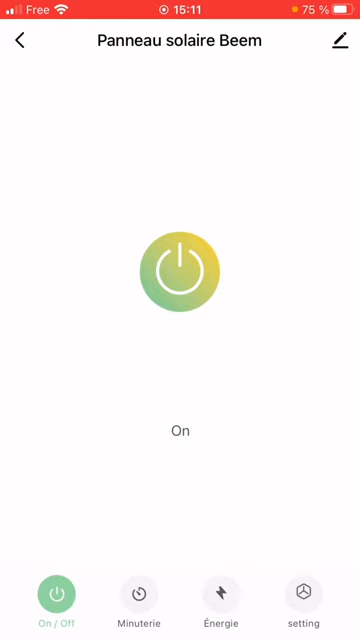 Free 15:11 75 %
Panneau solaire Beem
On
On / Off Minuterie Énergie setting